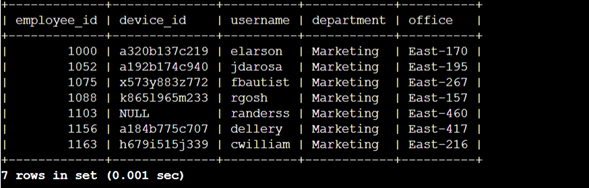 +-------------+--------------+----------+------------+----------+
| employee_id | device_id    | username | department | office   |
+-------------+--------------+----------+------------+----------+
|        1000 | a320b137c219 | elarson  | Marketing  | East-170 |
|        1052 | a192b174c940 | jdarosa  | Marketing  | East-195 |
|        1075 | x573y883z772 | fbautist | Marketing  | East-267 |
|        1088 | k865l965m233 | rgosh    | Marketing  | East-157 |
|        1103 | NULL         | randerss | Marketing  | East-460 |
|        1156 | a184b775c707 | dellery  | Marketing  | East-417 |
|        1163 | h679i515j339 | cwilliam | Marketing  | East-216 |
+-------------+--------------+----------+------------+----------+
7 rows in set (0.001 sec)